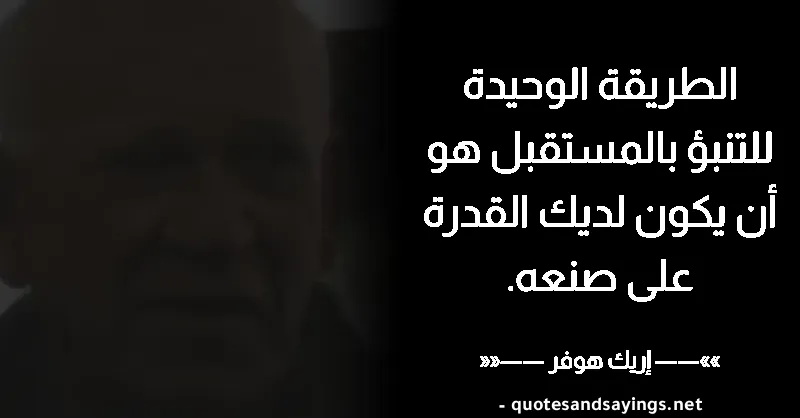 الطريقة الوحيدة
للتنبؤ بالمستقبل هو
أن يكون لديك القدرة
على صنعه.
»»—— إريك هوفر ——««
- quotesandsayings.net